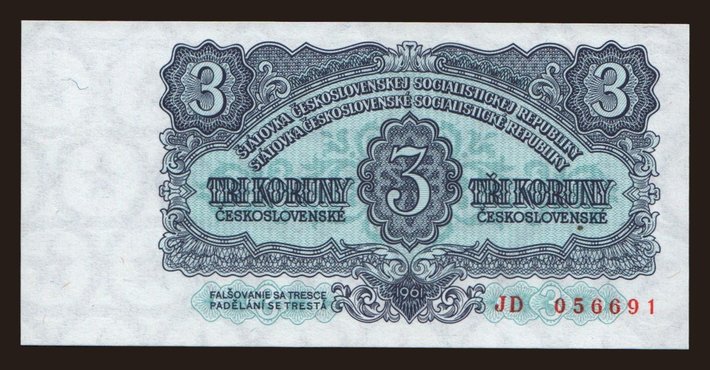 3
3
STÁTOVKA ČESKOSLOVENSKEJ SOCIALISTICKEJ REPUBLIKY
STÁTOVKA ČESKOSLOVENSKÉ SOCIALISTICKÉ REPUBLIKY
3
TRI KORUNY
TŘI KORUNY
ČESKOSLOVENSKÉ
ČESKOSLOVENSKÉ
1961
FALŠOVANIE SA TRESCE
PADĚLÁNÍ SE TRESTÁ
JD 056691